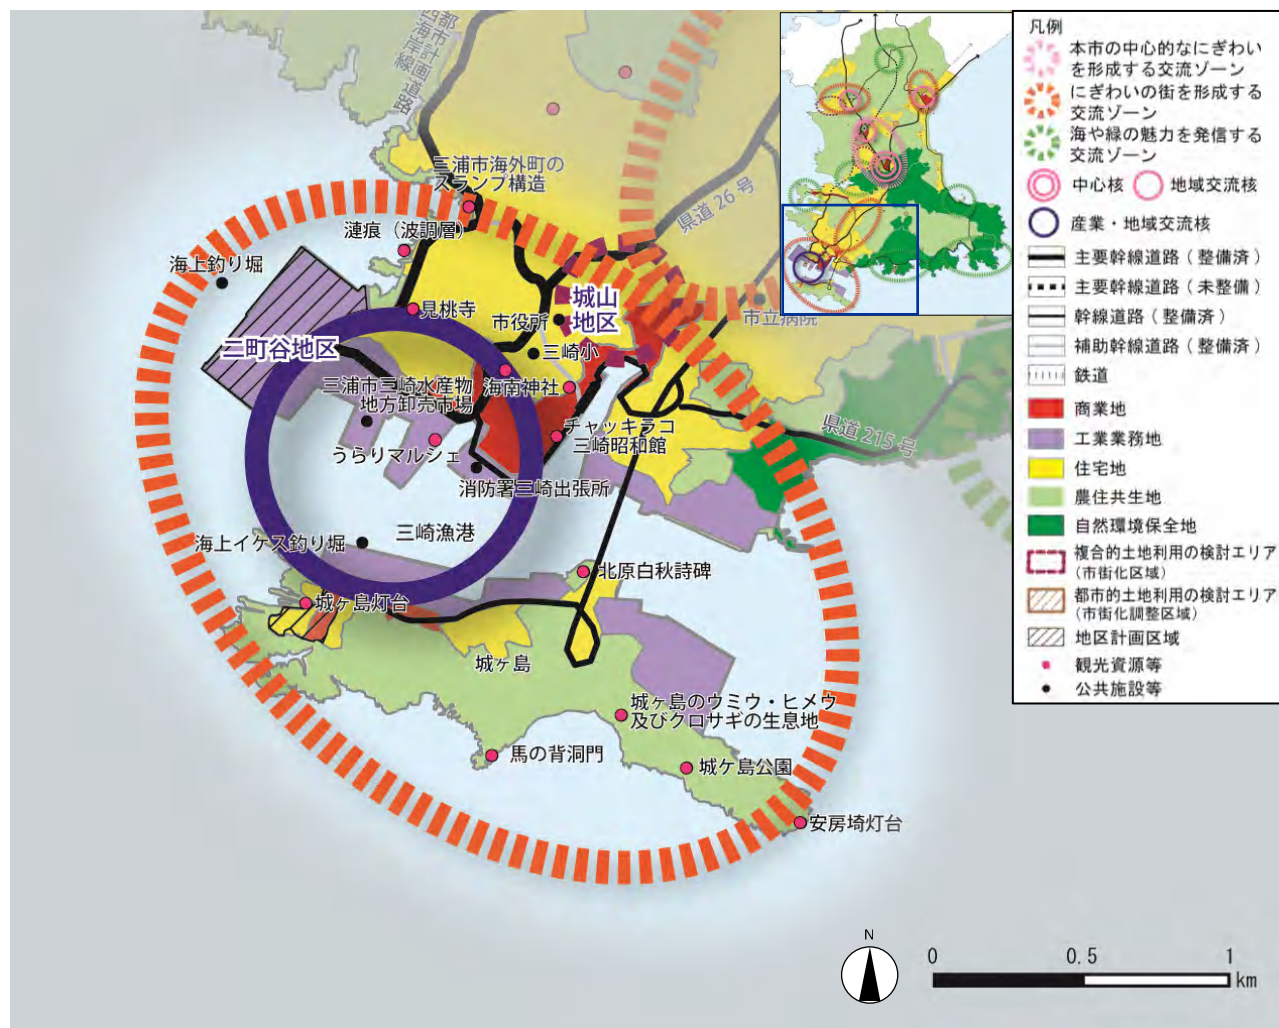 都市計画道路
西海岸線
県道 26 号
三浦市海外町の
スランプ構造
漣痕（波調層）
海上釣り堀
見桃寺
市役所
城山
地区
市立病院
二町谷地区
三崎小
三浦市三崎水産物
地方卸売市場
海南神社
チャッキラコ
三崎昭和館
県道 215 号
うらりマルシェ
消防署三崎出張所
三崎漁港
海上イケス釣り堀
北原白秋詩碑
城ヶ島灯台
城ヶ島
城ヶ島のウミウ・ヒメウ
及びクロサギの生息地
馬の背洞門
城ケ島公園
安房埼灯台
凡例
本市の中心的なにぎわい
を形成する交流ゾーン
にぎわいの街を形成する
交流ゾーン
海や緑の魅力を発信する
交流ゾーン
中心核
地域交流核
産業・地域交流核
主要幹線道路（整備済）
主要幹線道路（未整備）
幹線道路（整備済）
補助幹線道路（整備済）
鉄道
商業地
工業業務地
住宅地
農住共生地
自然環境保全地
複合的土地利用の検討エリア
（市街化区域）
都市的土地利用の検討エリア
（市街化調整区域）
地区計画区域
観光資源等
公共施設等
N
0 0.5 1
km